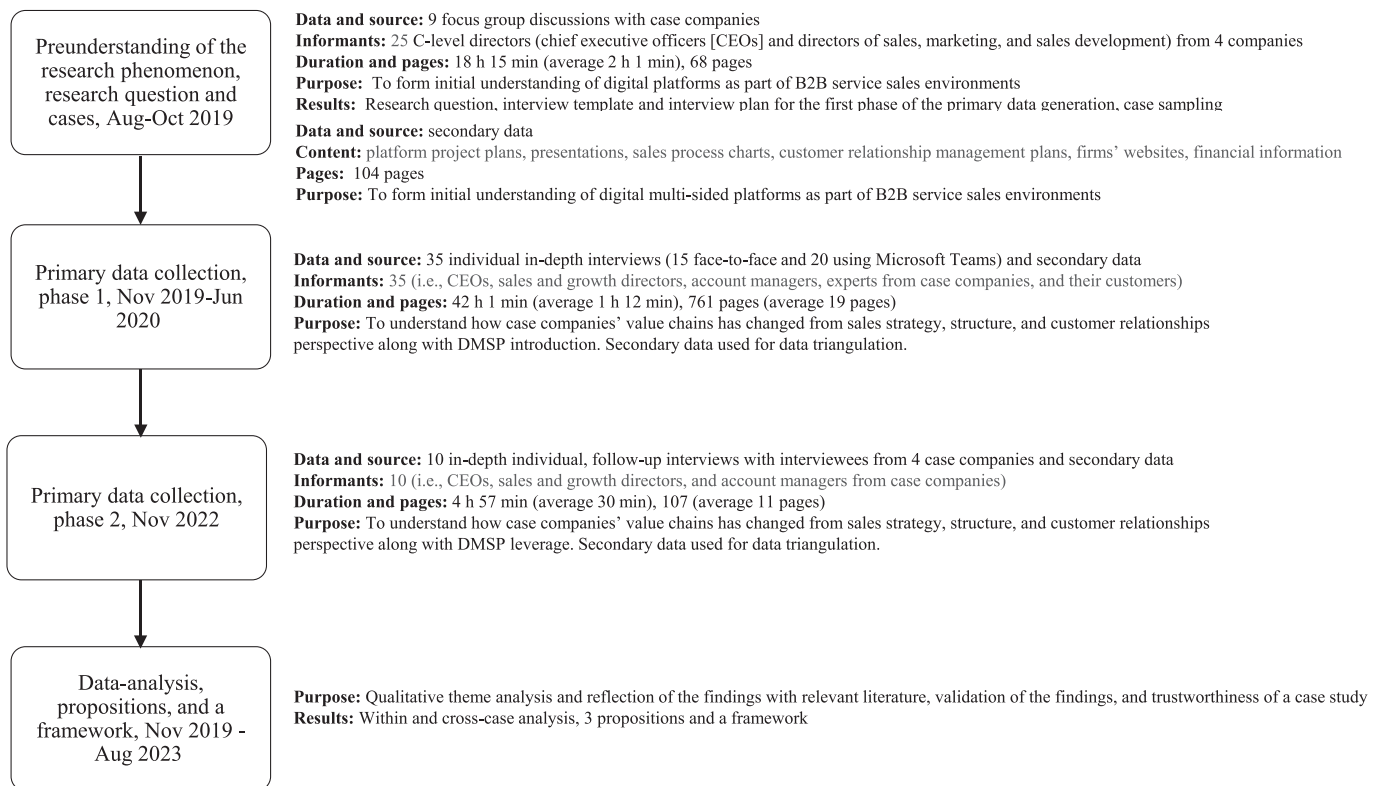 Preunderstanding of the
research phenomenon,
research question and
cases, Aug-Oct 2019
Data and source: 9 focus group discussions with case companies
Informants: 25 C-level directors (chief executive officers [CEOs] and directors of sales, marketing, and sales development) from 4 companies
Duration and pages: 18 h 15 min (average 2 h 1 min), 68 pages
Purpose: To form initial understanding of digital platforms as part of B2B service sales environments
Results: Research question, interview template and interview plan for the first phase of the primary data generation, case sampling
Data and source: secondary data
Content: platform project plans, presentations, sales process charts, customer relationship management plans, firms' websites, financial information
Pages: 104 pages
Purpose: To form initial understanding of digital multi-sided platforms as part of B2B service sales environments
Primary data collection,
phase 1, Nov 2019-Jun
2020
Data and source: 35 individual in-depth interviews (15 face-to-face and 20 using Microsoft Teams) and secondary data
Informants: 35 (i.e., CEOs, sales and growth directors, account managers, experts from case companies, and their customers)
Duration and pages: 42 h 1 min (average 1 h 12 min), 761 pages (average 19 pages)
Purpose: To understand how case companies' value chains has changed from sales strategy, structure, and customer relationships
perspective along with DMSP introduction. Secondary data used for data triangulation.
Primary data collection,
phase 2, Nov 2022
Data and source: 10 in-depth individual, follow-up interviews with interviewees from 4 case companies and secondary data
Informants: 10 (i.e., CEOs, sales and growth directors, and account managers from case companies)
Duration and pages: 4 h 57 min (average 30 min), 107 (average 11 pages)
Purpose: To understand how case companies' value chains has changed from sales strategy, structure, and customer relationships
perspective along with DMSP leverage. Secondary data used for data triangulation.
Data-analysis,
propositions, and a
framework, Nov 2019 -
Aug 2023
Purpose: Qualitative theme analysis and reflection of the findings with relevant literature, validation of the findings, and trustworthiness of a case study
Results: Within and cross-case analysis, 3 propositions and a framework